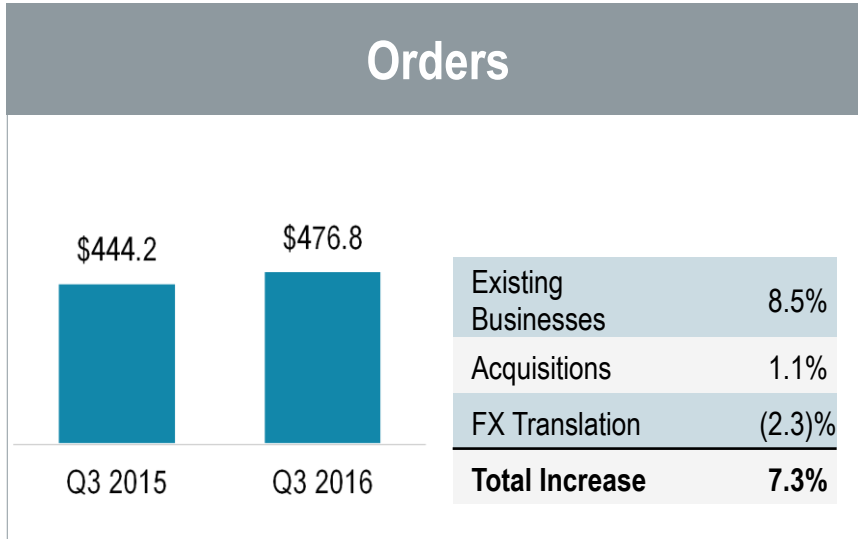 Orders
$444.2
$476.8
Q3 2015
Q3 2016
Existing
Businesses
8.5%
Acquisitions 1.1%
FX Translation (2.3)%
Total Increase 7.3%